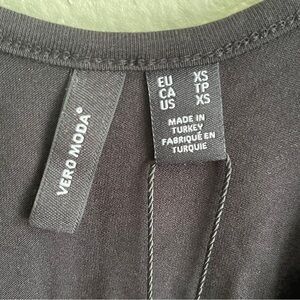 VERO MODA®
EU XS
CA TP
US XS
MADE IN
TURKEY
FABRIQUÉ EN
TURQUIE